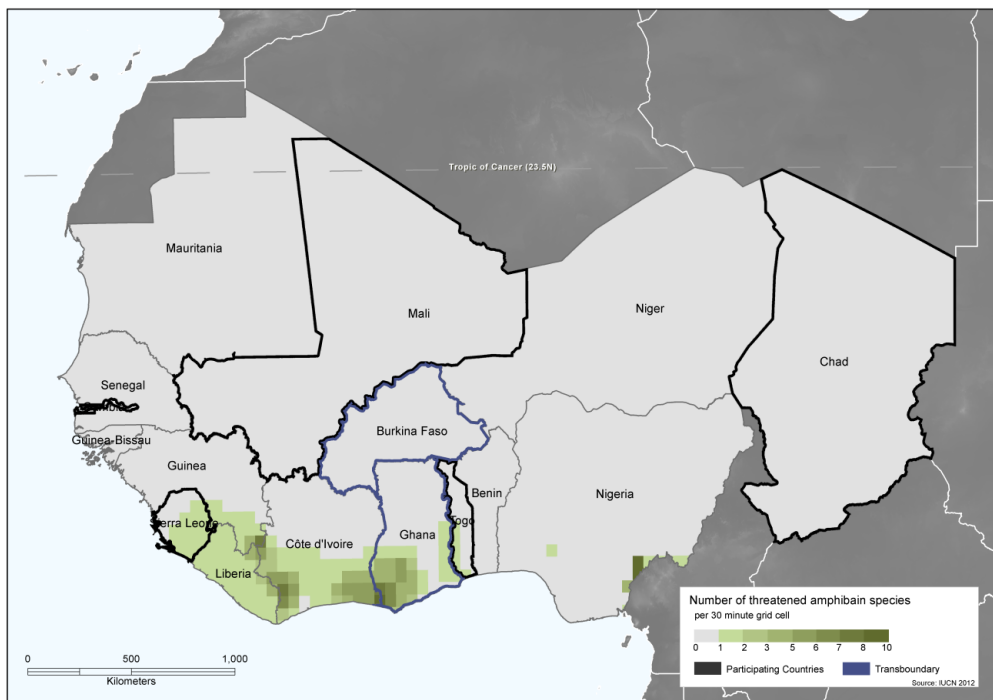 Tropic of Cancer (23.5N)
Mauritania
Mali
Niger
Chad
Senegal
Guinea-Bissau
Burkina Faso
Guinea
Benin
Nigeria
Sierra Leone
Togo
Ghana
Côte d'Ivoire
Liberia
Number of threatened amphibain species
per 30 minute grid cell
0 1 2 3 4 5 6 7 8 10
Participating Countries Transboundary
Source: IUCN 2012
0 500 1,000
Kilometers